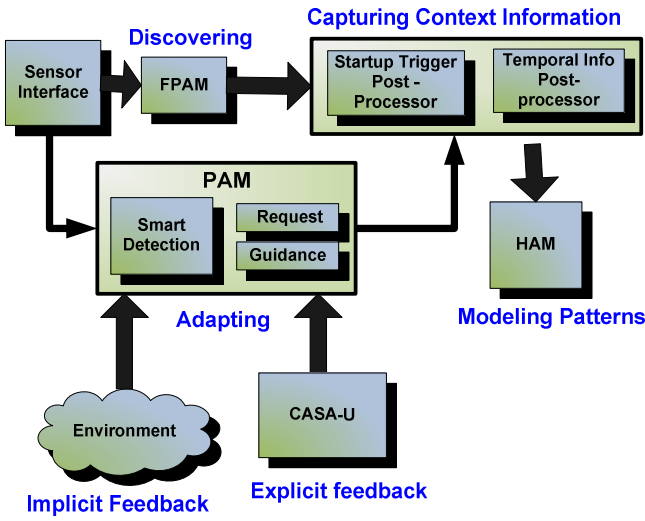 Capturing Context Information
Discovering
Sensor
Interface
FPAM
Startup Trigger
Post -
Processor
Temporal Info
Post-
processor
PAM
Smart
Detection
Request
Guidance
HAM
Adapting
Modeling Patterns
Environment
CASA-U
Implicit Feedback
Explicit feedback